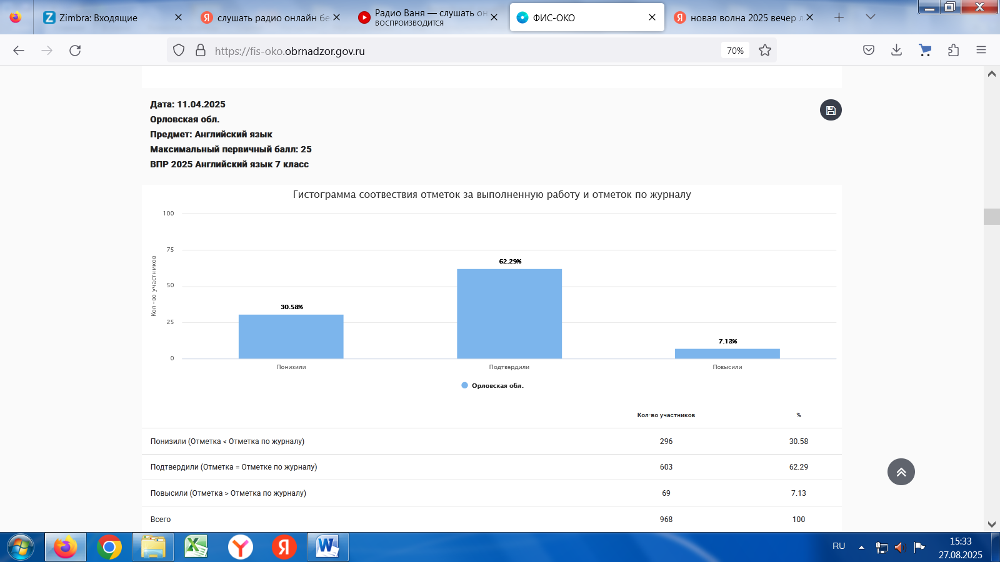 Zimbra: Входящие
слушать радио онлайн бе
Радио Ваня — слушать он
ВОСПРОИЗВОДИТСЯ
ФИС-ОКО
новая волна 2025 вечер л
https://fis-oko.obrnadzor.gov.ru
70%
Дата: 11.04.2025
Орловская обл.
Предмет: Английский язык
Максимальный первичный балл: 25
ВПР 2025 Английский язык 7 класс
Гистограмма соотвествия отметок за выполненную работу и отметок по журналу
100
75
50
25
0
Кол-во участников
30.58%
62.29%
7.13%
Понизили
Подтвердили
Повысили
Орловская обл.
Кол-во участников %
Понизили (Отметка < Отметка по журналу) 296 30.58
Подтвердили (Отметка = Отметке по журналу) 603 62.29
Повысили (Отметка > Отметка по журналу) 69 7.13
Всего 968 100
RU
15:33
27.08.2025